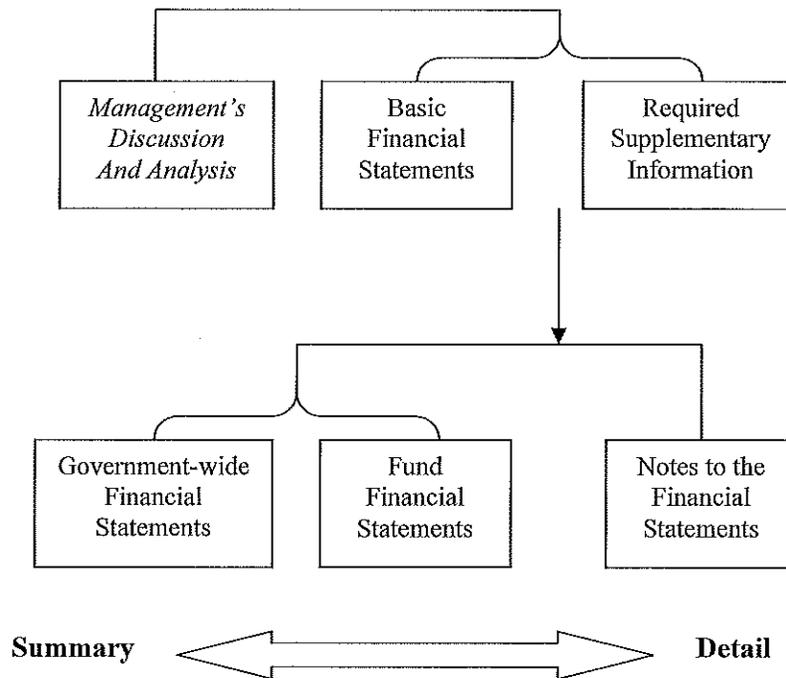 Management's
Discussion
And Analysis
Basic
Financial
Statements
Required
Supplementary
Information
Government-wide
Financial
Statements
Fund
Financial
Statements
Notes to the
Financial
Statements
Summary
Detail